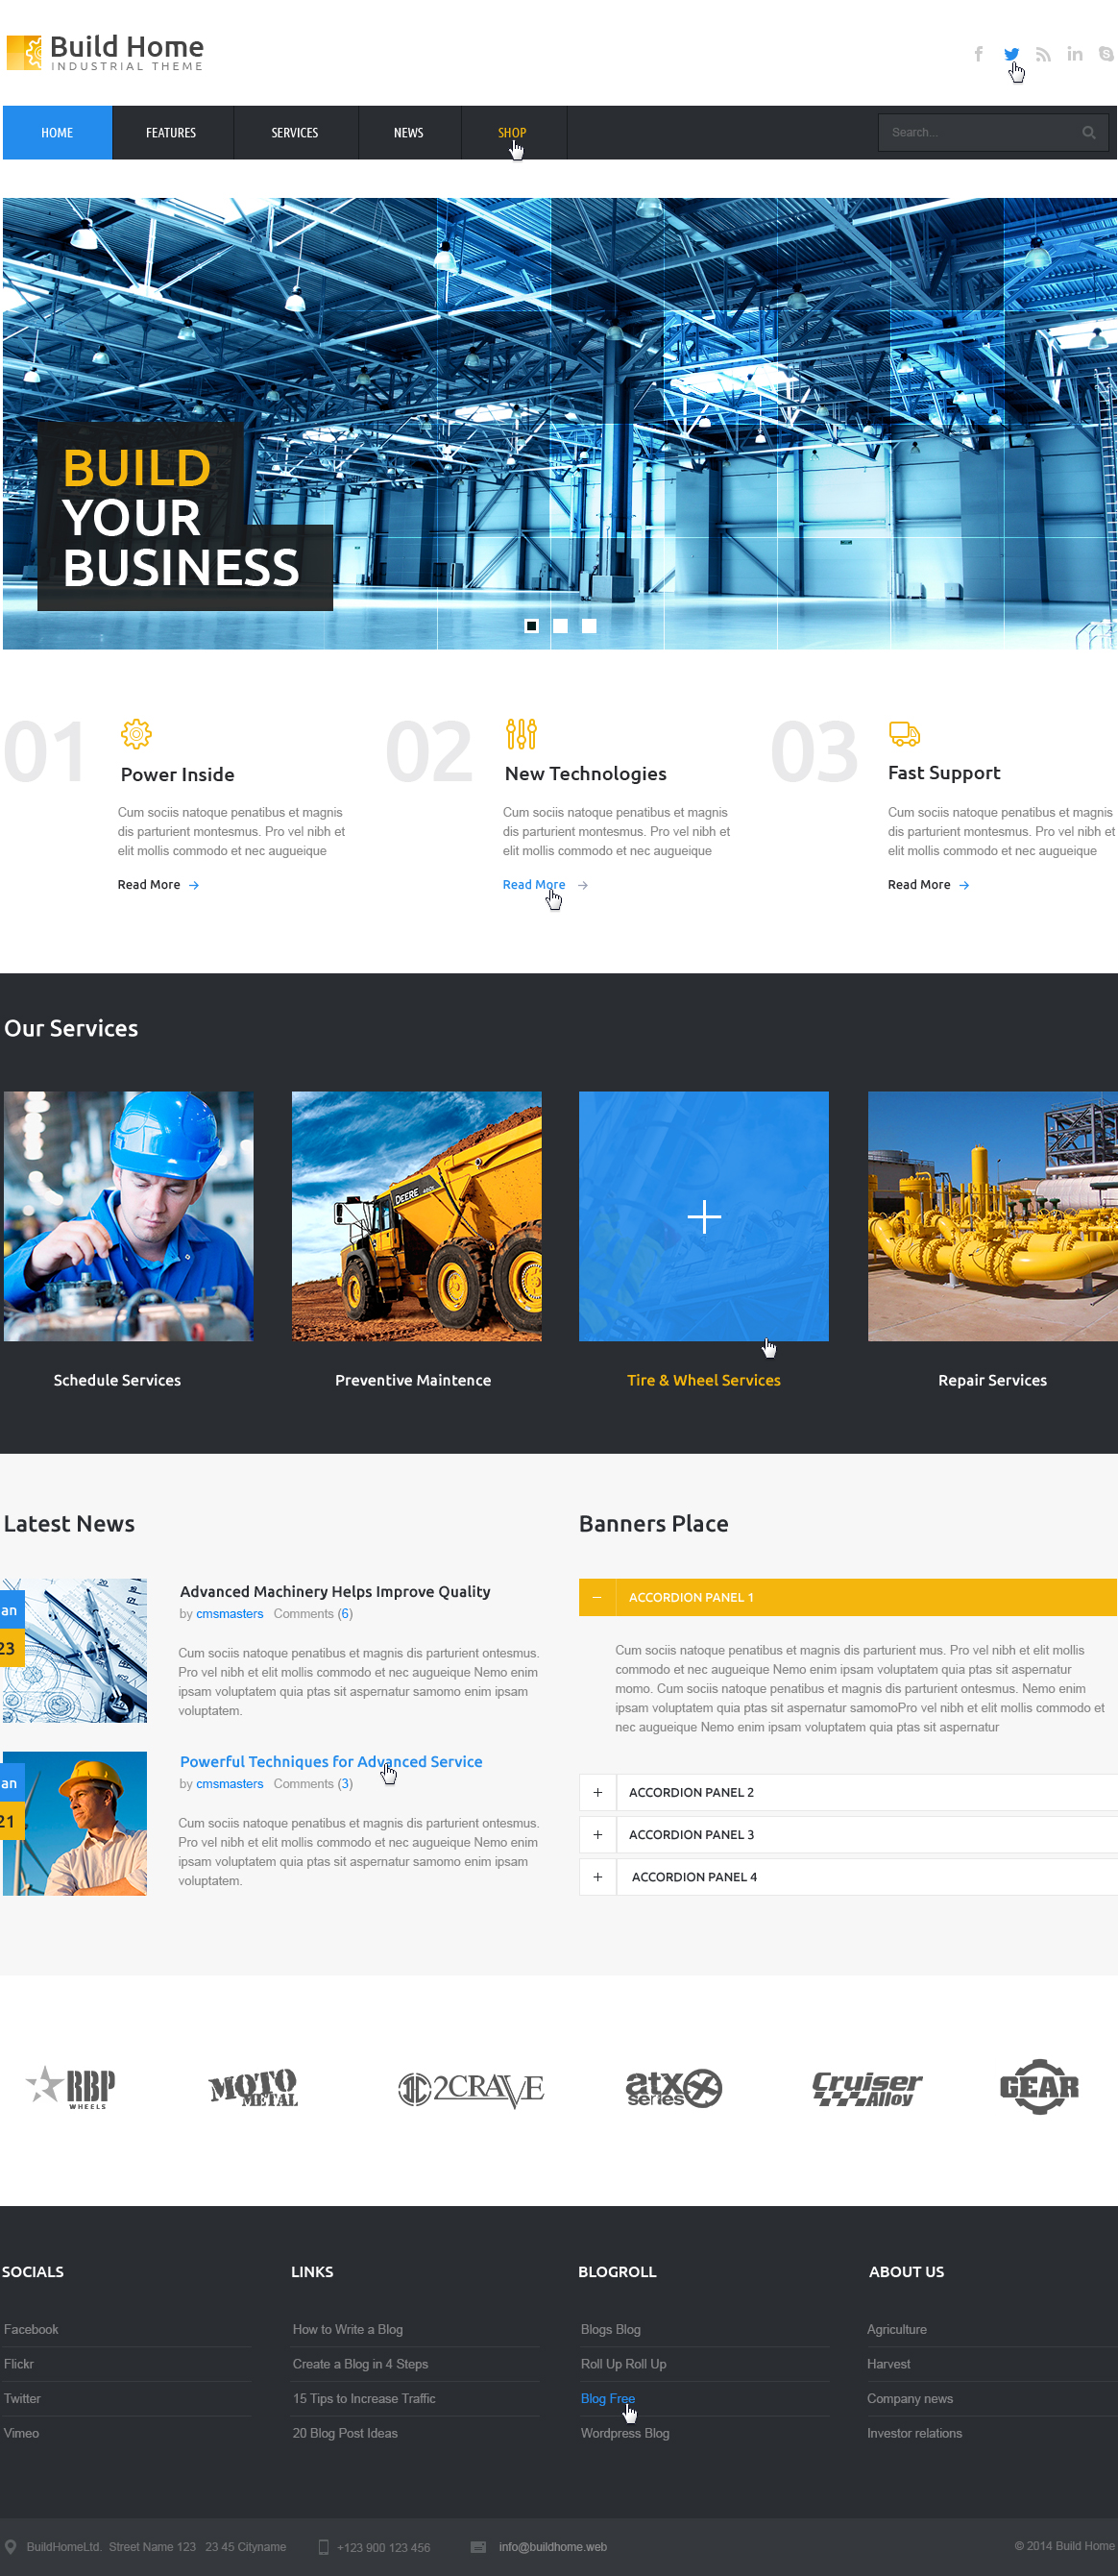 Build Home
INDUSTRIAL THEME
HOME FEATURES SERVICES NEWS SHOP Search...
BUILD
YOUR
BUSINESS
01
Power Inside
Cum sociis natoque penatibus et magnis
dis parturient montesmus. Pro vel nibh et
elit mollis commodo et nec augueique
Read More
02
New Technologies
Cum sociis natoque penatibus et magnis
dis parturient montesmus. Pro vel nibh et
elit mollis commodo et nec augueique
Read More
03
Fast Support
Cum sociis natoque penatibus et magnis
dis parturient montesmus. Pro vel nibh et
elit mollis commodo et nec augueique
Read More
Our Services
DEERE
Schedule Services
Preventive Maintence
Tire & Wheel Services
Repair Services
Latest News
an
23
Advanced Machinery Helps Improve Quality
by cmsmasters Comments (6)
Cum sociis natoque penatibus et magnis dis parturient ontesmus.
Pro vel nibh et elit mollis commodo et nec augueique Nemo enim
ipsam voluptatem quia ptas sit aspernatur samomo enim ipsam
voluptatem.
an
21
Powerful Techniques for Advanced Service
by cmsmasters Comments (3)
Cum sociis natoque penatibus et magnis dis parturient ontesmus.
Pro vel nibh et elit mollis commodo et nec augueique Nemo enim
ipsam voluptatem quia ptas sit aspernatur samomo enim ipsam
voluptatem.
Banners Place
ACCORDION PANEL 1
Cum sociis natoque penatibus et magnis dis parturient mus. Pro vel nibh et elit mollis
commodo et nec augueique Nemo enim ipsam voluptatem quia ptas sit aspernatur
momo. Cum sociis natoque penatibus et magnis dis parturient ontesmus. Nemo enim
ipsam voluptatem quia ptas sit aspernatur samomoPro vel nibh et elit mollis commodo et
nec augueique Nemo enim ipsam voluptatem quia ptas sit aspernatur
ACCORDION PANEL 2
ACCORDION PANEL 3
ACCORDION PANEL 4
RBP
WHEELS
MOTO
METAL
2CRAVE
atx
series
Cruiser
Alloy
GEAR
SOCIALS
Facebook
Flickr
Twitter
Vimeo
LINKS
How to Write a Blog
Create a Blog in 4 Steps
15 Tips to Increase Traffic
20 Blog Post Ideas
BLOGROLL
Blogs Blog
Roll Up Roll Up
Blog Free
Wordpress Blog
ABOUT US
Agriculture
Harvest
Company news
Investor relations
BuildHomeLtd. Street Name 123 23 45 Cityname +123 900 123 456 info@buildhome.web © 2014 Build Home